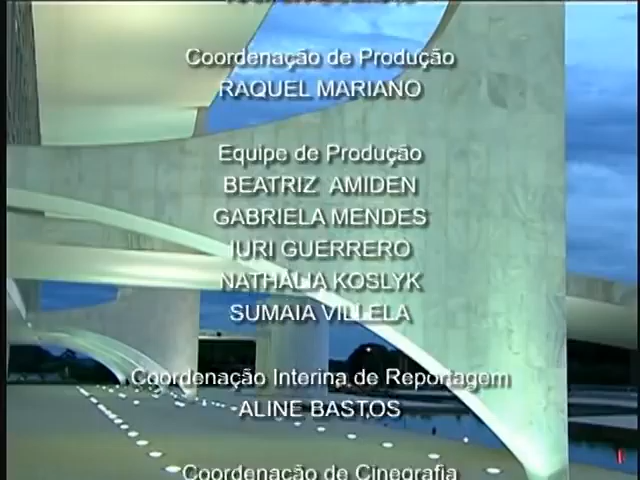 Coordenação de Produção
RAQUEL MARIANO
Equipe de Produção
BEATRIZ AMIDEN
GABRIELA MENDES
IURI GUERRERO
NATHÁLIA KOSLYK
SUMAIA VILLELA
Coordenação Interina de Reportagem
ALINE BASTOS
Coordenação de Cinegrafia